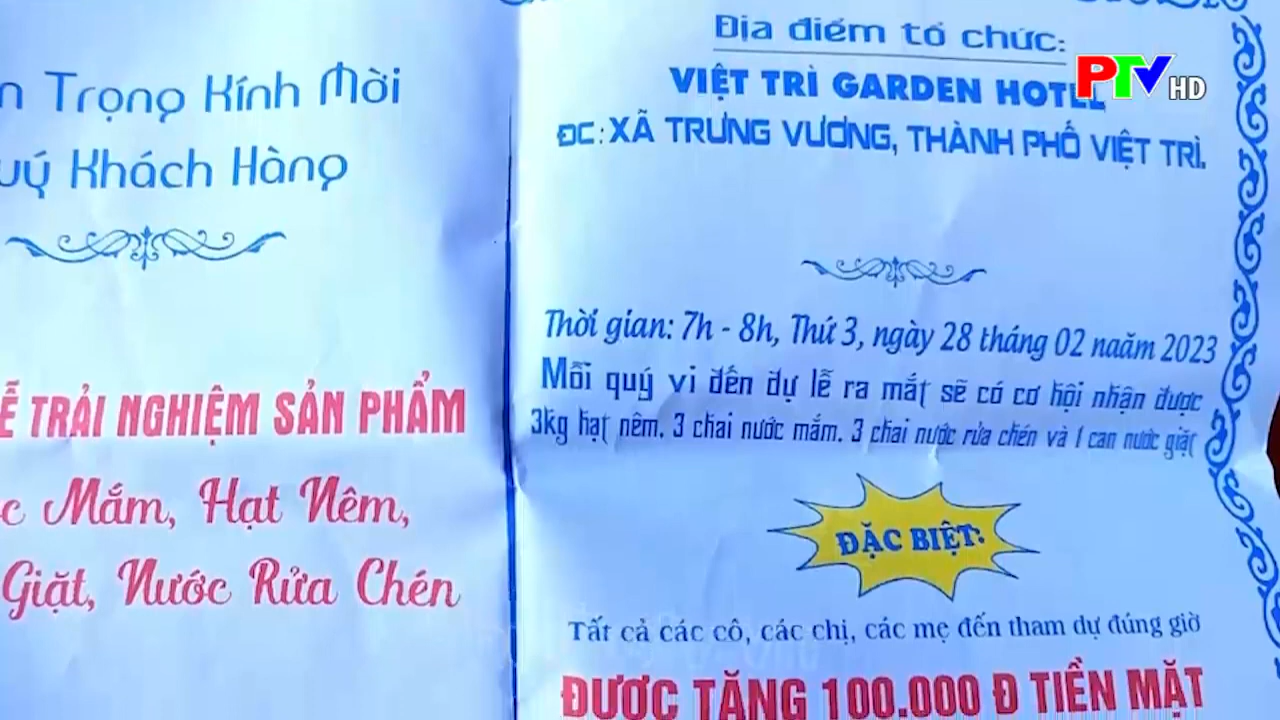 Trọng Kính Mời
Khách Hàng
TRẢI NGHIỆM SẢN PHẨM
Mắm, Hạt Nêm,
Giặt, Nước Rửa Chén
Địa điểm tổ chức:
VIỆT TRÌ GARDEN HOTEL
ĐC: XÃ TRƯNG VƯƠNG, THÀNH PHỐ VIỆT TRÌ.
Thời gian: 7h - 8h, Thứ 3, ngày 28 tháng 02 naăm 2023
Mỗi quý vi đến dự lễ ra mắt sẽ có cơ hội nhận được
3kg hạt nêm. 3 chai nước mắm. 3 chai nước rửa chén và 1 can nước giặt
ĐẶC BIỆT:
Tất cả các cô, các chị, các mẹ đến tham dự đúng giờ
ĐƯỢC TẶNG 100.000 Đ TIỀN MẶT
PTV HD